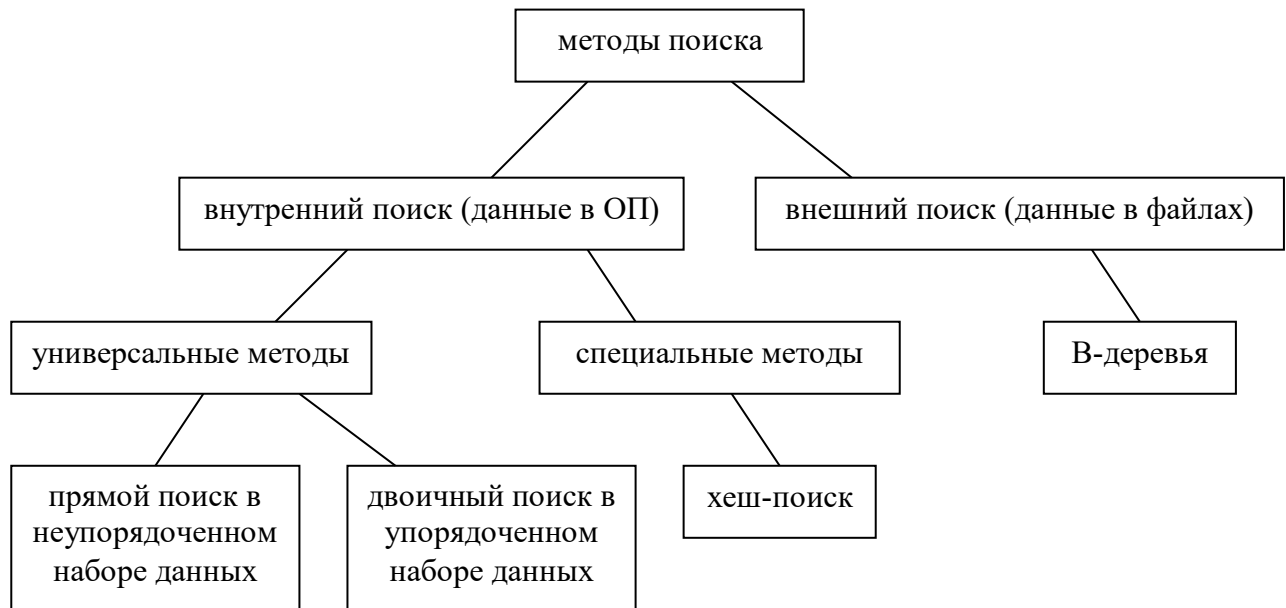 методы поиска
внутренний поиск (данные в ОП)
внешний поиск (данные в файлах)
универсальные методы
специальные методы
В-деревья
прямой поиск в
неупорядоченном
наборе данных
двоичный поиск в
упорядоченном
наборе данных
хеш-поиск